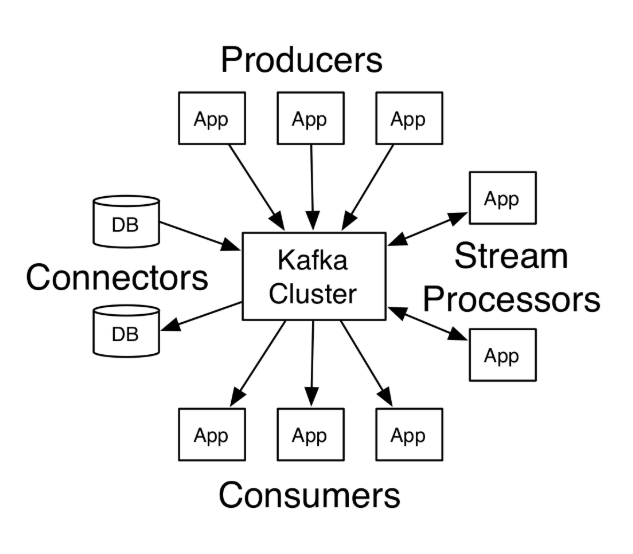 Producers
App
App
App
App
DB
Kafka
Cluster
Stream
Processors
Connectors
DB
App
App
App
App
Consumers